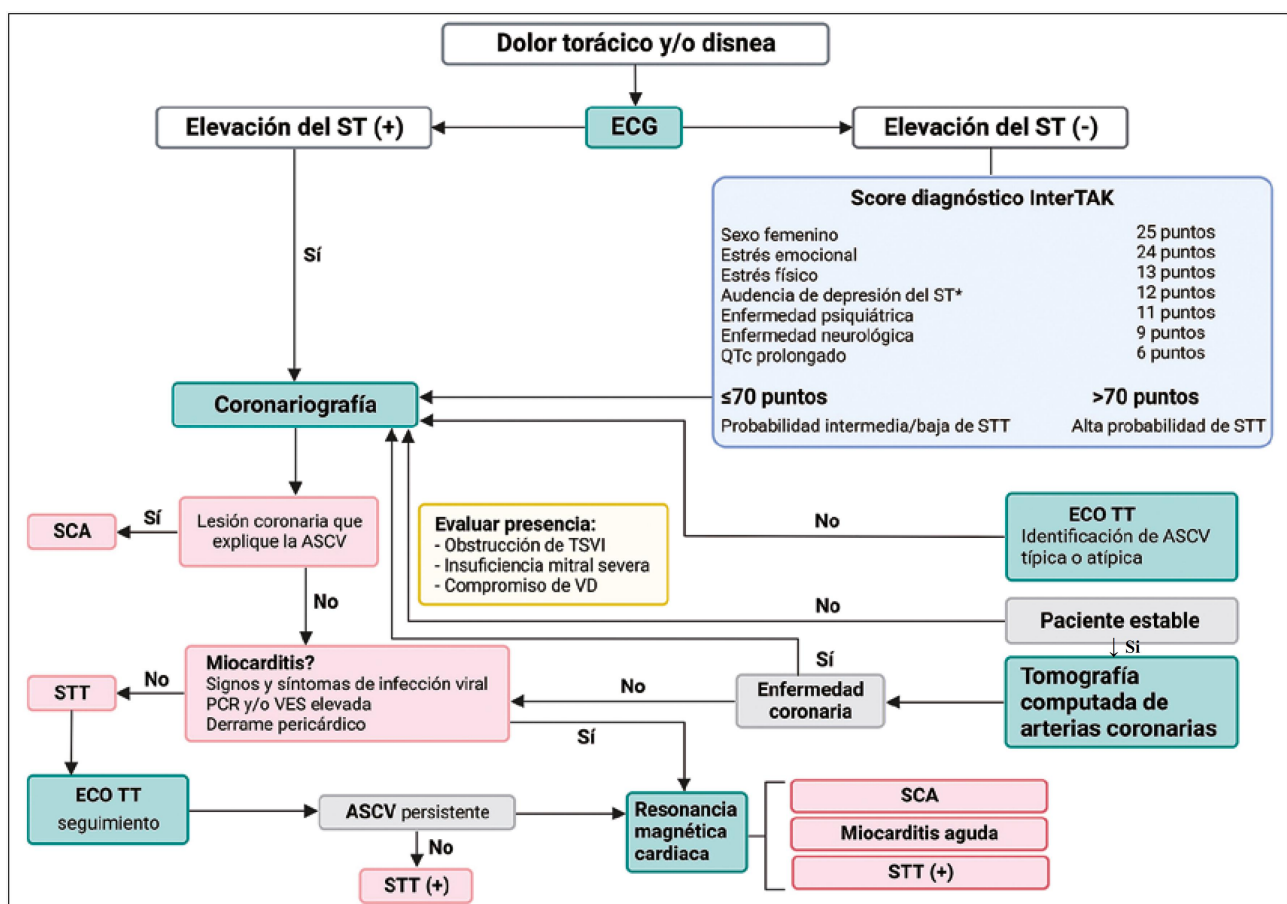 Dolor torácico y/o disnea
Elevación del ST (+)
ECG
Elevación del ST (-)
Score diagnóstico InterTAK
Sexo femenino 25 puntos
Estrés emocional 24 puntos
Estrés físico 13 puntos
Audencia de depresión del ST* 12 puntos
Enfermedad psiquiátrica 11 puntos
Enfermedad neurológica 9 puntos
QTc prolongado 6 puntos
≤70 puntos >70 puntos
Probabilidad intermedia/baja de STT Alta probabilidad de STT
Sí
Coronariografía
SCA
Sí
Lesión coronaria que
explique la ASCV
Evaluar presencia:
- Obstrucción de TSVI
- Insuficiencia mitral severa
- Compromiso de VD
No
ECO TT
Identificación de ASCV
típica o atípica
No
No
Paciente estable
↓ Si
STT
No
Miocarditis?
Signos y síntomas de infección viral
PCR y/o VES elevada
Derrame pericárdico
No
Sí
Enfermedad
coronaria
Tomografía
computada de
arterias coronarias
Sí
ECO TT
seguimiento
ASCV persistente
No
STT (+)
Resonancia
magnética
cardiaca
SCA
Miocarditis aguda
STT (+)